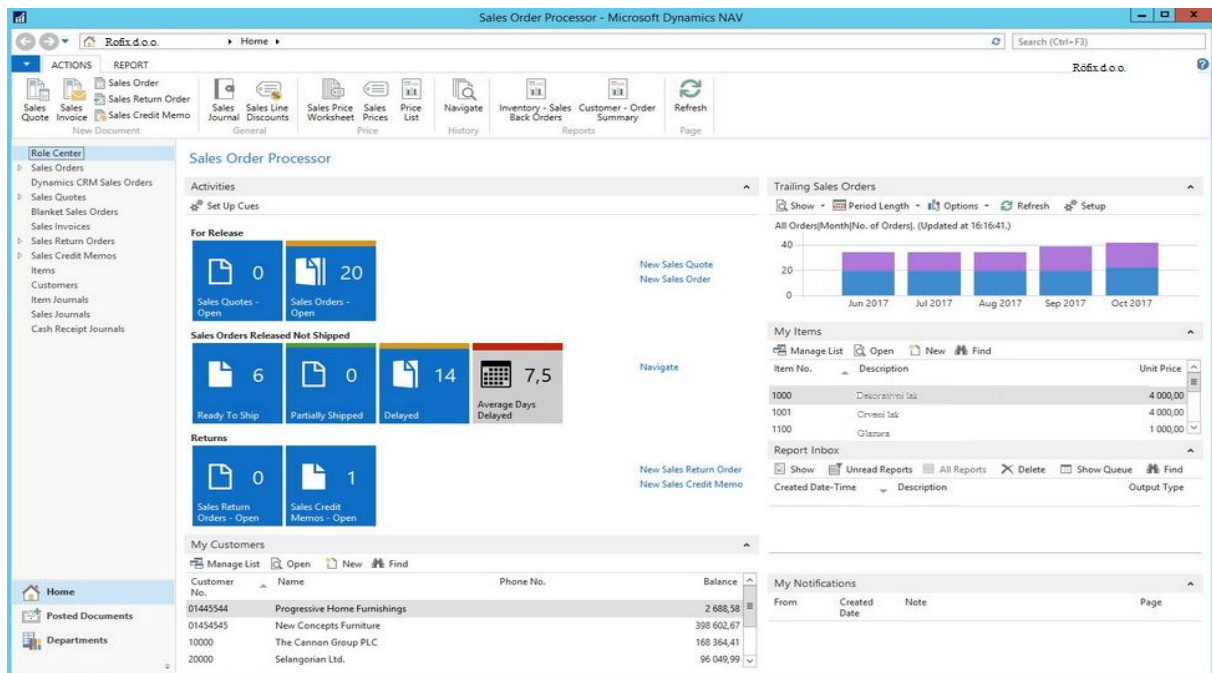 Sales Order Processor - Microsoft Dynamics NAV
Rofix d.o.o. Home
Search (Ctrl+F3)
ACTIONS REPORT
Röfix d.o.o.
Sales Quote
Sales Invoice
Sales Order
Sales Return Order
Sales Credit Memo
New Document
Sales Journal
Sales Line Discounts
General
Sales Price Worksheet
Sales Prices
Price List
Price
Navigate
History
Inventory - Sales Back Orders
Customer - Order Summary
Reports
Refresh
Page
Role Center
Sales Orders
Dynamics CRM Sales Orders
Sales Quotes
Blanket Sales Orders
Sales Invoices
Sales Return Orders
Sales Credit Memos
Items
Customers
Item Journals
Sales Journals
Cash Receipt Journals
Home
Posted Documents
Departments
Sales Order Processor
Activities
Set Up Cues
For Release
0
Sales Quotes - Open
20
Sales Orders - Open
New Sales Quote
New Sales Order
Sales Orders Released Not Shipped
6
Ready To Ship
0
Partially Shipped
14
Delayed
7,5
Average Days Delayed
Navigate
Returns
0
Sales Return Orders - Open
1
Sales Credit Memos - Open
New Sales Return Order
New Sales Credit Memo
My Customers
Manage List Open New Find
Customer No. Name Phone No. Balance
01445544 Progressive Home Furnishings 2 688,58
01454545 New Concepts Furniture 398 602,67
10000 The Cannon Group PLC 168 364,41
20000 Selangorian Ltd. 96 049,99
Trailing Sales Orders
Show Period Length Options Refresh Setup
All Orders|Month|No. of Orders|. (Updated at 16:16:41.)
40
20
0
Jun 2017 Jul 2017 Aug 2017 Sep 2017 Oct 2017
My Items
Manage List Open New Find
Item No. Description Unit Price
1000 lak 4 000,00
1001 Crveni lak 4 000,00
1100 Glazura 1 000,00
Report Inbox
Show Unread Reports All Reports Delete Show Queue Find
Created Date-Time Description Output Type
My Notifications
From Created Date Note Page